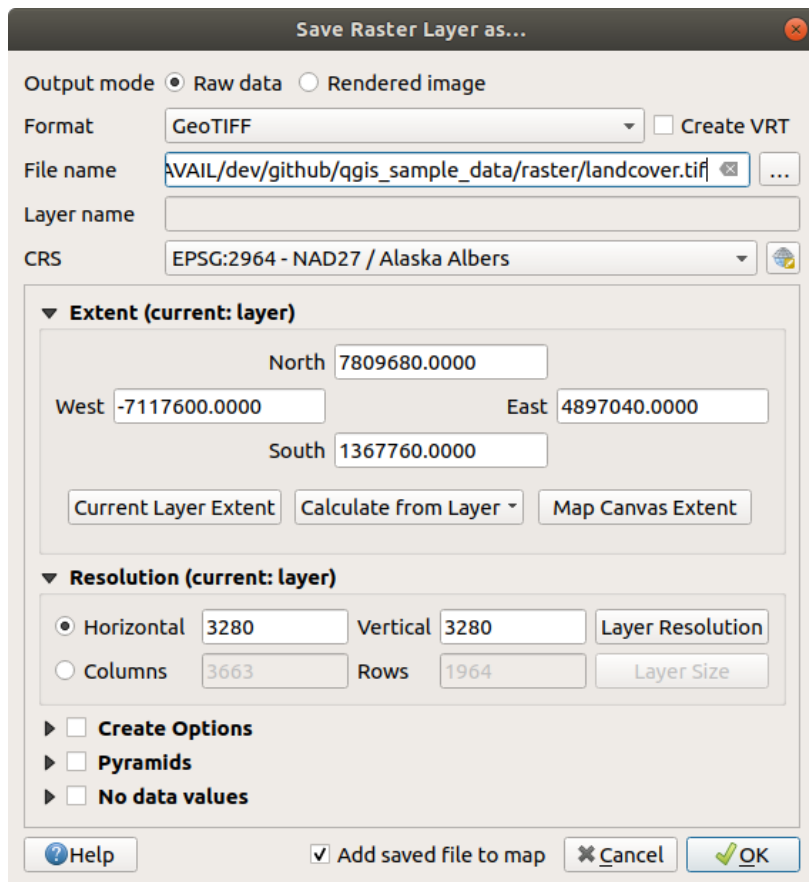 Save Raster Layer as...
Output mode Raw data Rendered image
Format GeoTIFF Create VRT
File name AVAIL/dev/github/qgis_sample_data/raster/landcover.tif ...
Layer name
CRS EPSG:2964 - NAD27 / Alaska Albers
Extent (current: layer)
North 7809680.0000
West -7117600.0000 East 4897040.0000
South 1367760.0000
Current Layer Extent Calculate from Layer Map Canvas Extent
Resolution (current: layer)
Horizontal 3280 Vertical 3280 Layer Resolution
Columns 3663 Rows 1964 Layer Size
Create Options
Pyramids
No data values
Help Add saved file to map Cancel OK